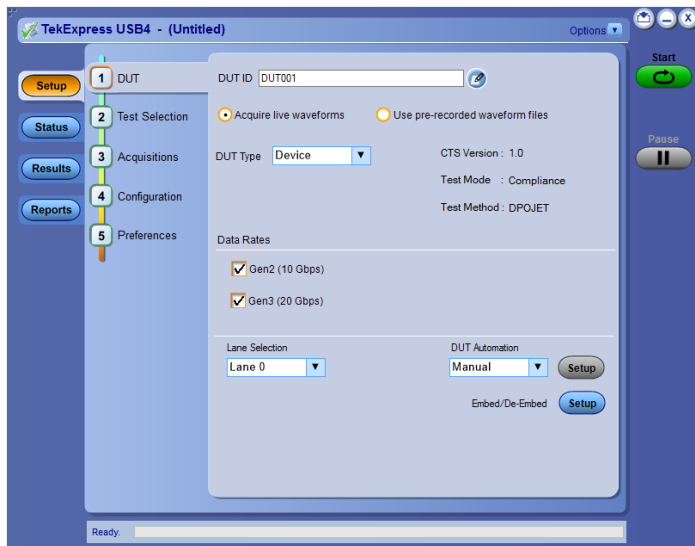 TekExpress USB4 - (Untitled)
Options
Start
Pause
Setup
Status
Results
Reports
1 DUT
2 Test Selection
3 Acquisitions
4 Configuration
5 Preferences
DUT ID DUT001
Acquire live waveforms Use pre-recorded waveform files
DUT Type Device
CTS Version : 1.0
Test Mode : Compliance
Test Method : DPOJET
Data Rates
Gen2 (10 Gbps)
Gen3 (20 Gbps)
Lane Selection
Lane 0
DUT Automation
Manual Setup
Embed/De-Embed Setup
Ready.